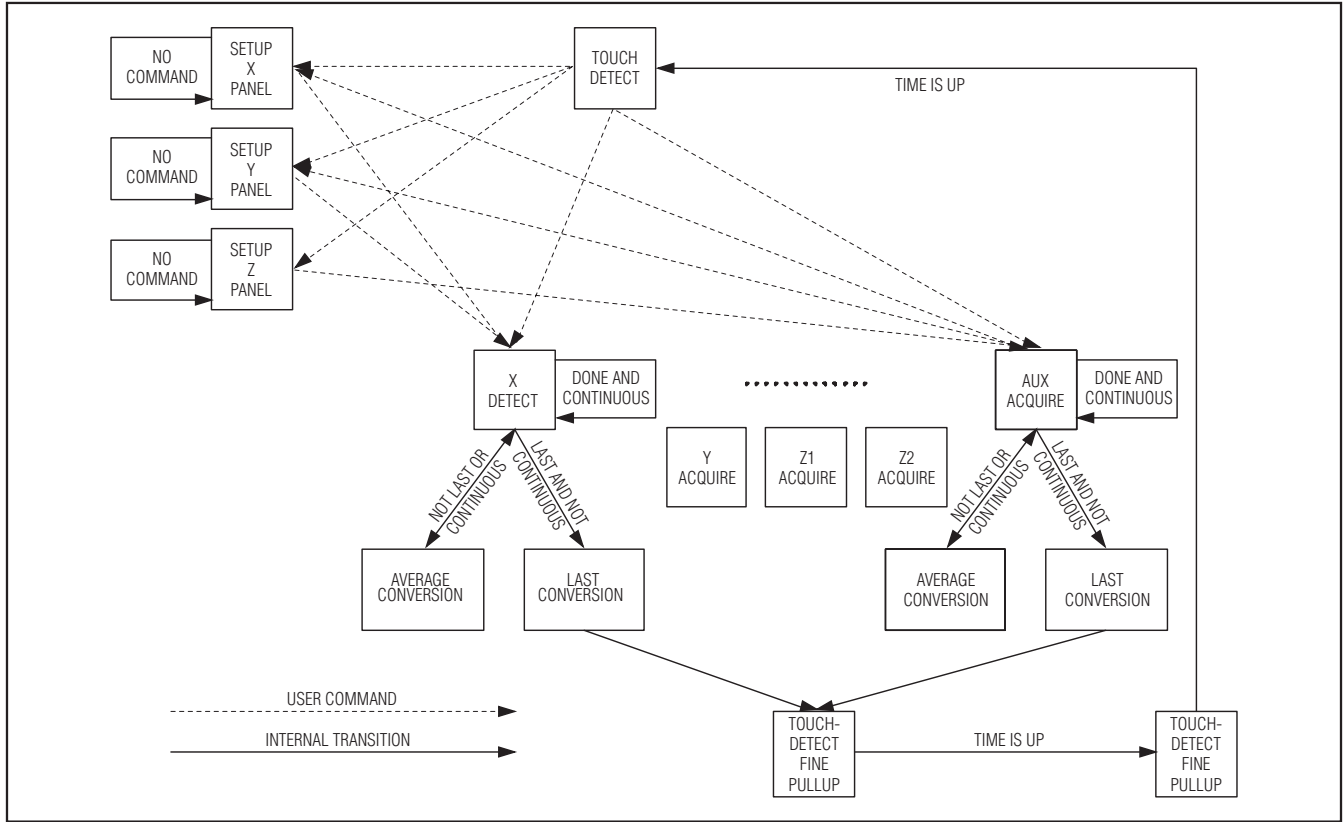 NO
COMMAND
SETUP
X
PANEL
TOUCH
DETECT
TIME IS UP
NO
COMMAND
SETUP
Y
PANEL
NO
COMMAND
SETUP
Z
PANEL
X
DETECT
DONE AND
CONTINUOUS
AUX
ACQUIRE
DONE AND
CONTINUOUS
Y
ACQUIRE
Z1
ACQUIRE
Z2
ACQUIRE
NOT LAST OR
CONTINUOUS
LAST AND NOT
CONTINUOUS
NOT LAST OR
CONTINUOUS
LAST AND NOT
CONTINUOUS
AVERAGE
CONVERSION
LAST
CONVERSION
AVERAGE
CONVERSION
LAST
CONVERSION
USER COMMAND
INTERNAL TRANSITION
TOUCH-
DETECT
FINE
PULLUP
TIME IS UP
TOUCH-
DETECT
FINE
PULLUP